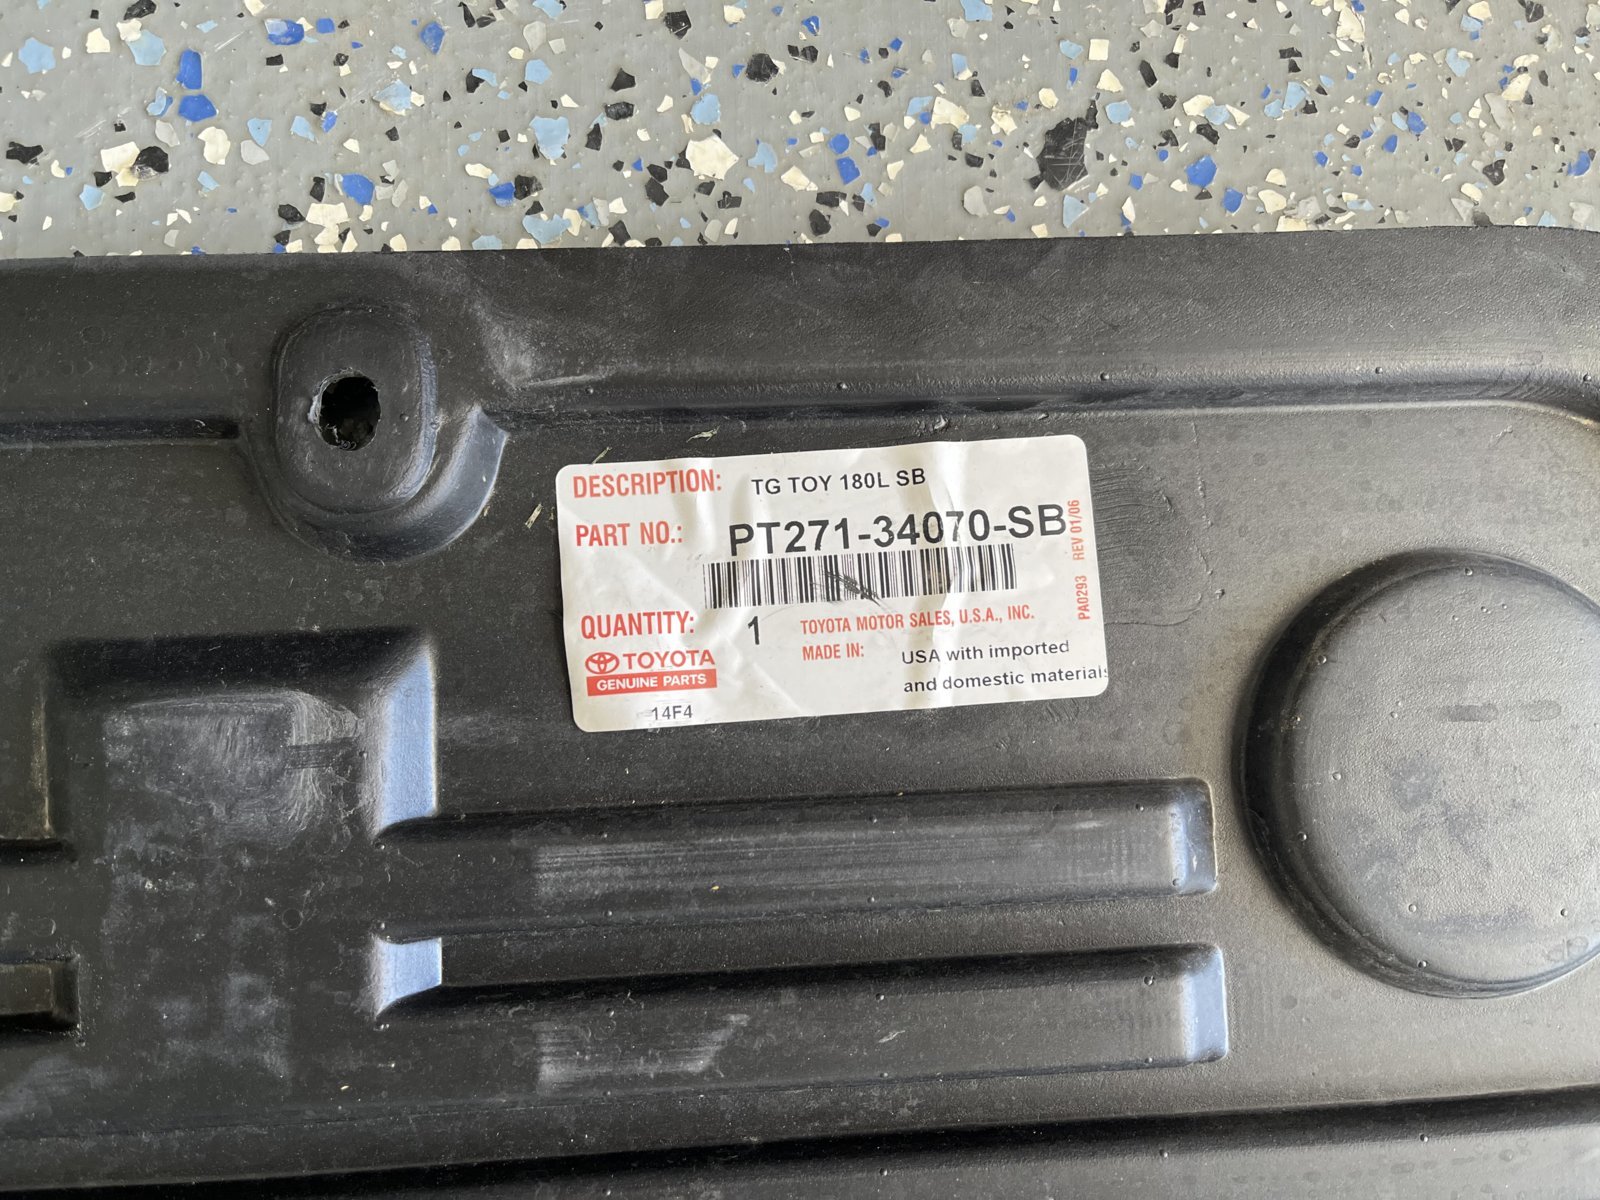 DESCRIPTION: TG TOY 180L SB
PART NO.: PT271-34070-SB
QUANTITY: 1
TOYOTA MOTOR SALES, U.S.A., INC.
MADE IN: USA with imported
and domestic materials
TOYOTA
GENUINE PARTS
14F4
PA0293 REV 01/06